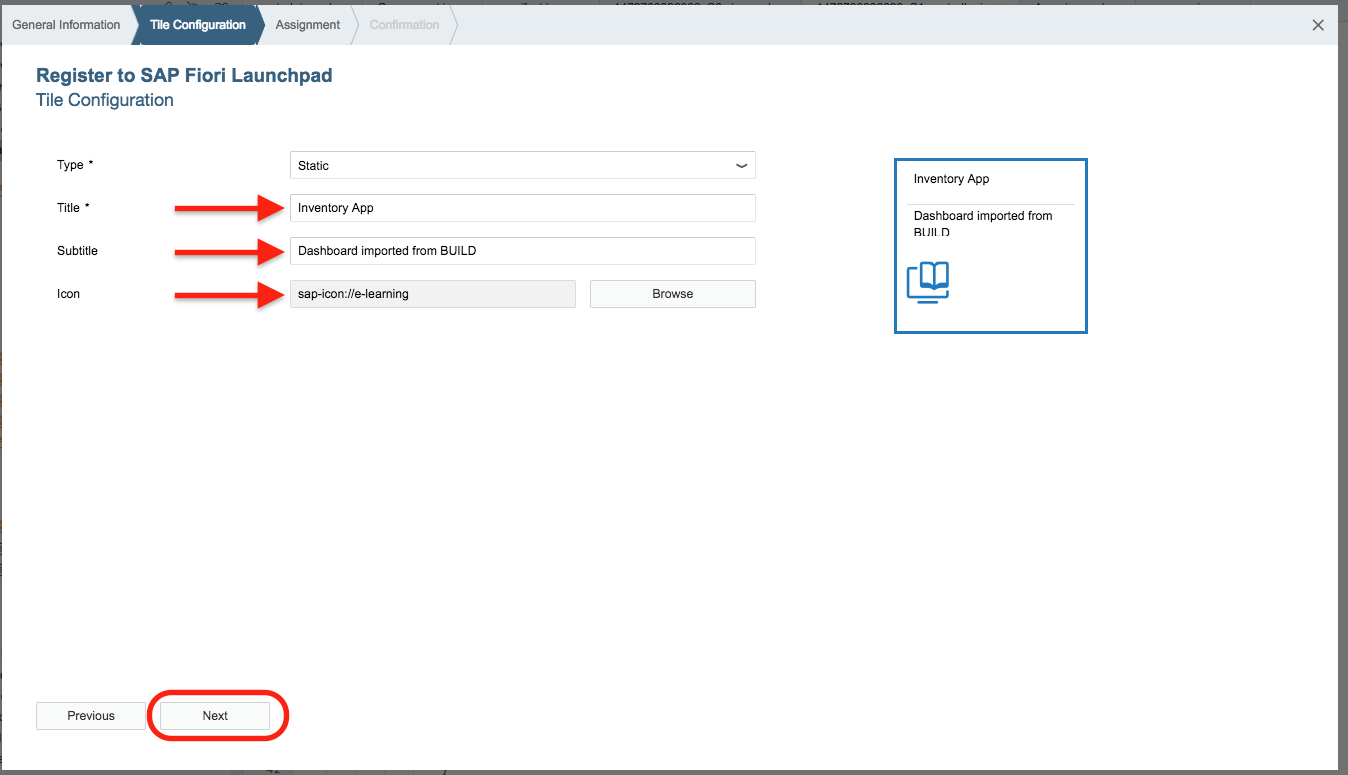 General Information
Tile Configuration
Assignment
Confirmation
Register to SAP Fiori Launchpad
Tile Configuration
Type *
Static
Title *
Inventory App
Subtitle
Dashboard imported from BUILD
Icon
sap-icon://e-learning
Browse
Inventory App
Dashboard imported from
BUILD
Previous
Next